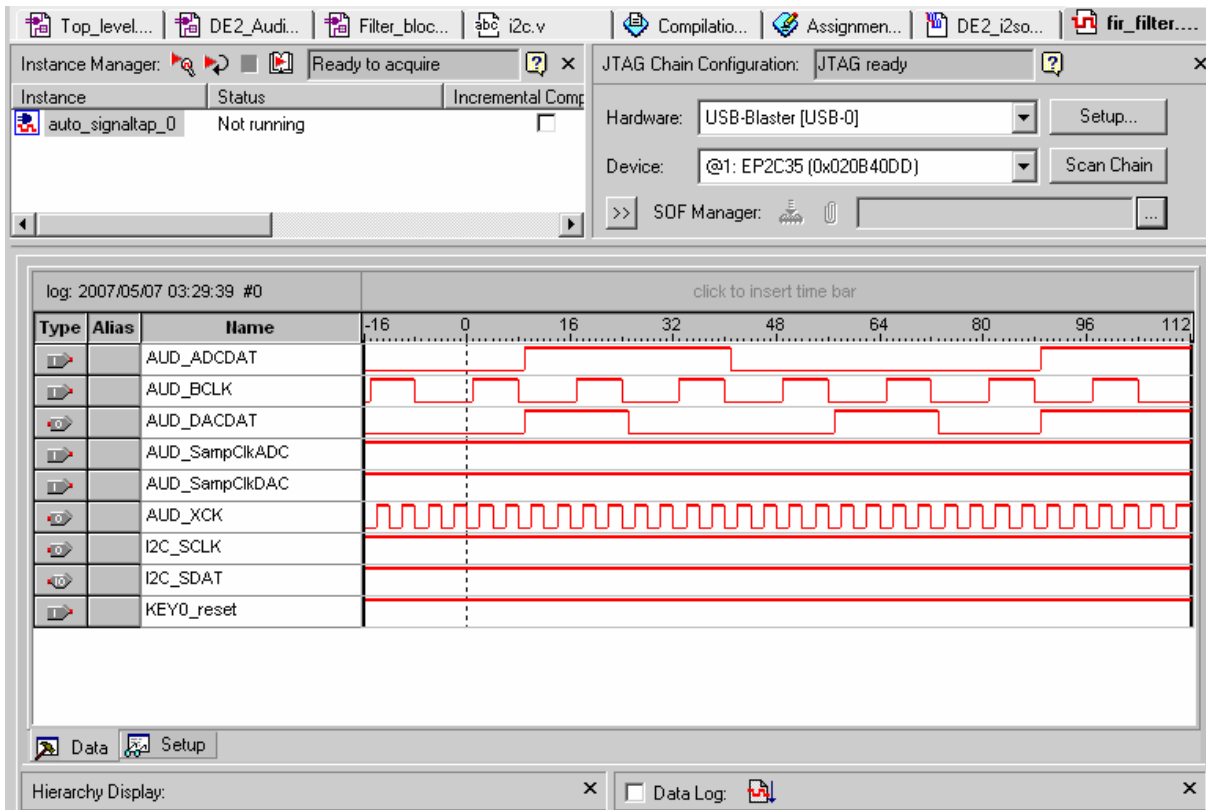 Top_level.... DE2_Audi... Filter_bloc... abc i2c.v Compilatio... Assignmen... DE2_i2so... fir_filter....
Instance Manager: Ready to acquire
Instance Status Incremental Comp
auto_signaltap_0 Not running
JTAG Chain Configuration: JTAG ready
Hardware: USB-Blaster [USB-0] Setup...
Device: @1: EP2C35 (0x020B40DD) Scan Chain
>> SOF Manager: ...
log: 2007/05/07 03:29:39 #0 click to insert time bar
Type Alias Name -16 0 16 32 48 64 80 96 112
AUD_ADCDAT
AUD_BCLK
AUD_DACDAT
AUD_SampClkADC
AUD_SampClkDAC
AUD_XCK
I2C_SCLK
I2C_SDAT
KEY0_reset
Data Setup
Hierarchy Display: Data Log: